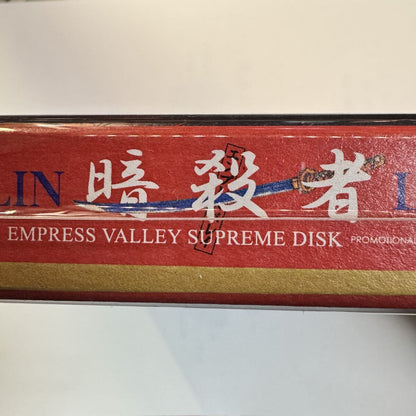 LIN 暗殺者 L
EMPRESS VALLEY SUPREME DISK PROMOTIONAL